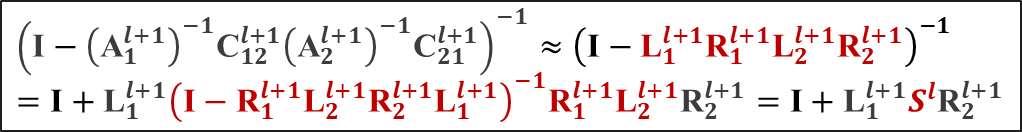 (I − (A₁ˡ⁺¹)⁻¹C₁₂ˡ⁺¹(A₂ˡ⁺¹)⁻¹C₂₁ˡ⁺¹)⁻¹ ≈ (I − L₁ˡ⁺¹R₁ˡ⁺¹L₂ˡ⁺¹R₂ˡ⁺¹)⁻¹
= I + L₁ˡ⁺¹(I − R₁ˡ⁺¹L₂ˡ⁺¹R₂ˡ⁺¹L₁ˡ⁺¹)⁻¹R₁ˡ⁺¹L₂ˡ⁺¹R₂ˡ⁺¹ = I + L₁ˡ⁺¹SˡR₂ˡ⁺¹